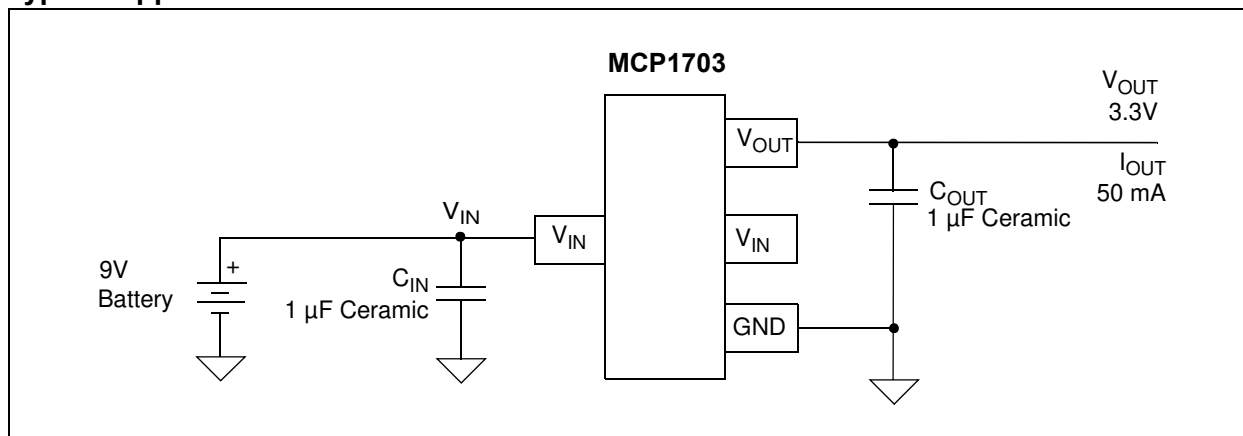 MCP1703
V_OUT
3.3V
V_OUT
I_OUT
50 mA
C_OUT
1 µF Ceramic
V_IN
V_IN
V_IN
9V
Battery
+
C_IN
1 µF Ceramic
GND